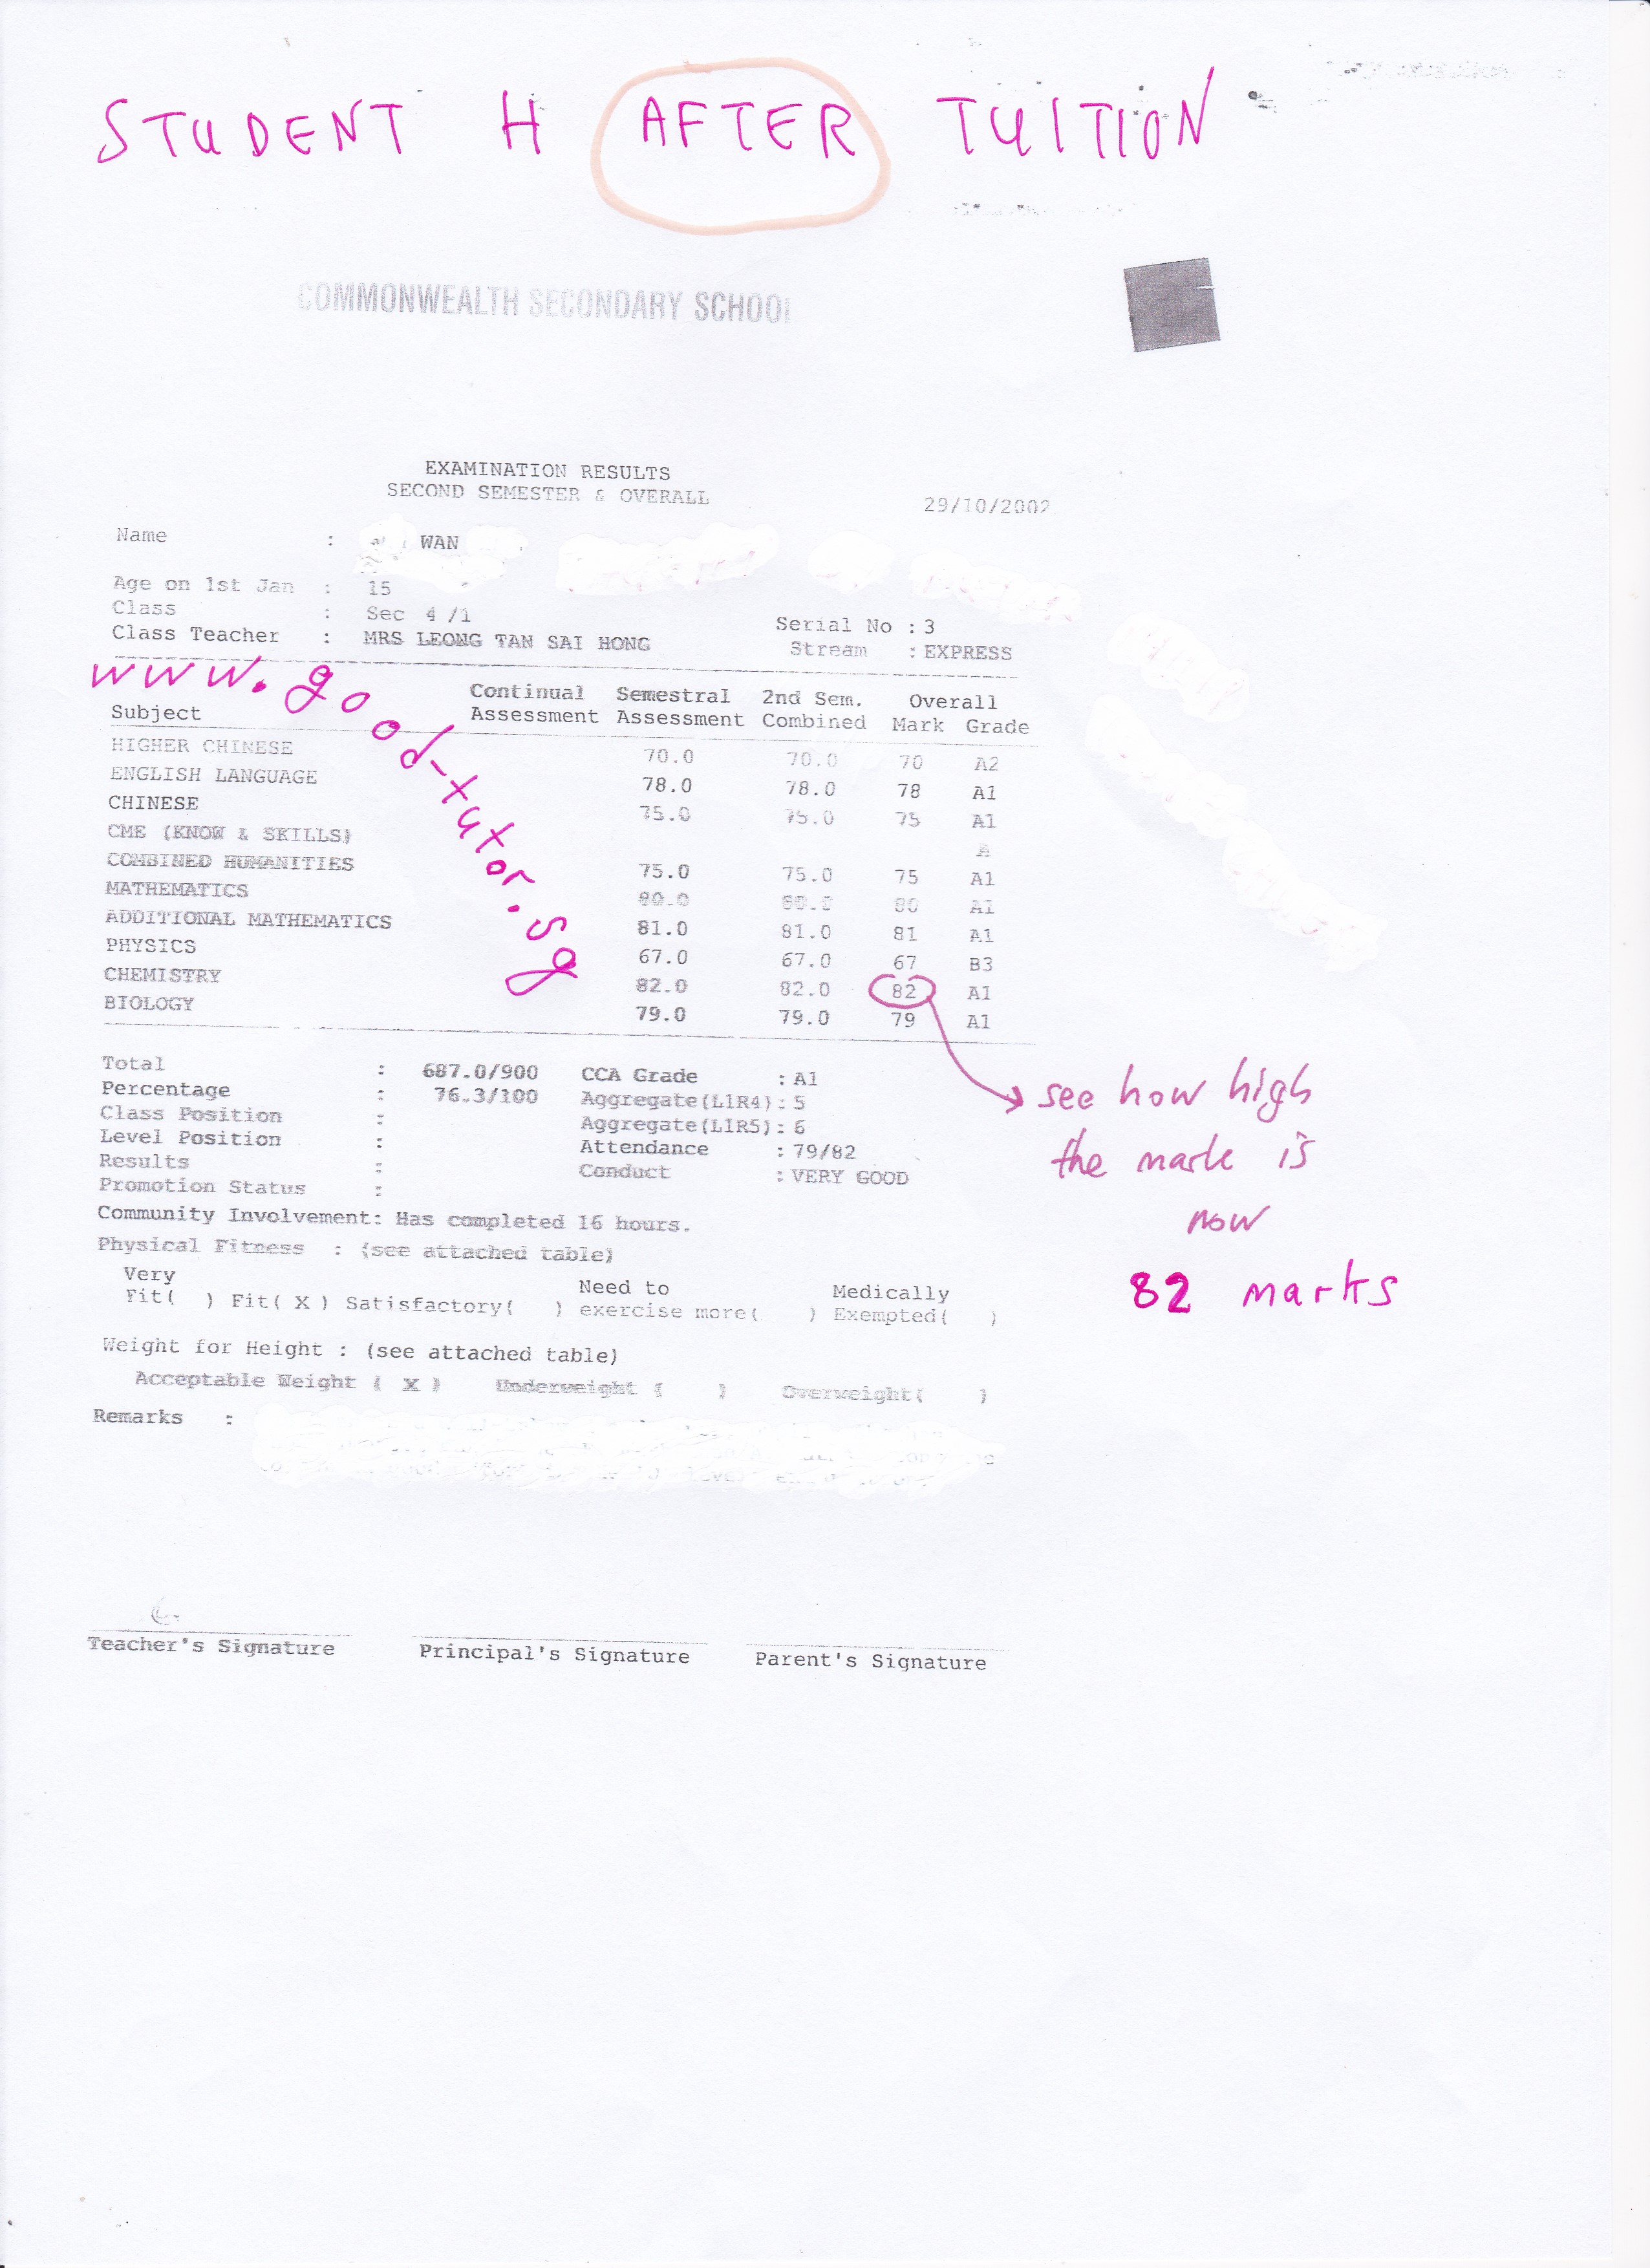 STUDENT H AFTER TUITION
COMMONWEALTH SECONDARY SCHOOL
EXAMINATION RESULTS
SECOND SEMESTER & OVERALL 29/10/2002
Name : WAN
Age on 1st Jan : 15
Class : Sec 4 /1 Serial No : 3
Class Teacher : MRS LEONG TAN SAI HONG Stream : EXPRESS
www.good-tutor.sg
Continual Semestral 2nd Sem. Overall
Subject Assessment Assessment Combined Mark Grade
HIGHER CHINESE 70.0 70.0 70 A2
ENGLISH LANGUAGE 78.0 78.0 78 A1
CHINESE 75.0 75.0 75 A1
CME (KNOW & SKILLS) A
COMBINED HUMANITIES 75.0 75.0 75 A1
MATHEMATICS 80.0 80.0 80 A1
ADDITIONAL MATHEMATICS 81.0 81.0 81 A1
PHYSICS 67.0 67.0 67 B3
CHEMISTRY 82.0 82.0 82 A1
BIOLOGY 79.0 79.0 79 A1
Total : 687.0/900 CCA Grade : A1
Percentage : 76.3/100 Aggregate(L1R4): 5
Class Position : Aggregate(L1R5): 6
Level Position : Attendance : 79/82
Results : Conduct : VERY GOOD
Promotion Status :
see how high
the mark is
now
82 marks
Community Involvement: Has completed 16 hours.
Physical Fitness : (see attached table)
Very Need to Medically
Fit( ) Fit( X ) Satisfactory( ) exercise more( ) Exempted( )
Weight for Height : (see attached table)
Acceptable Weight ( X ) Underweight ( ) Overweight( )
Remarks :
Teacher's Signature Principal's Signature Parent's Signature